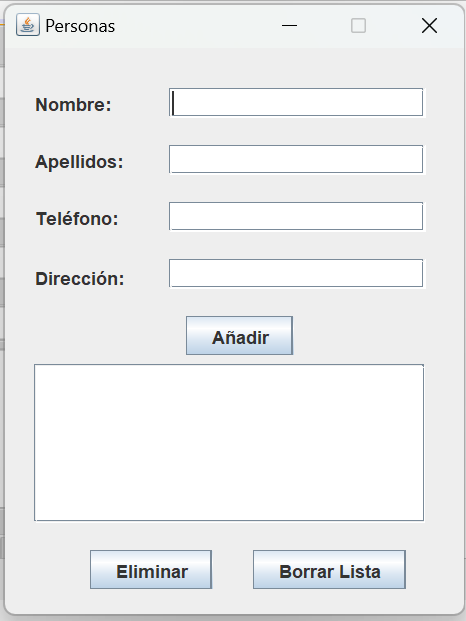 Personas
Nombre:
Apellidos:
Teléfono:
Dirección:
Añadir
Eliminar Borrar Lista